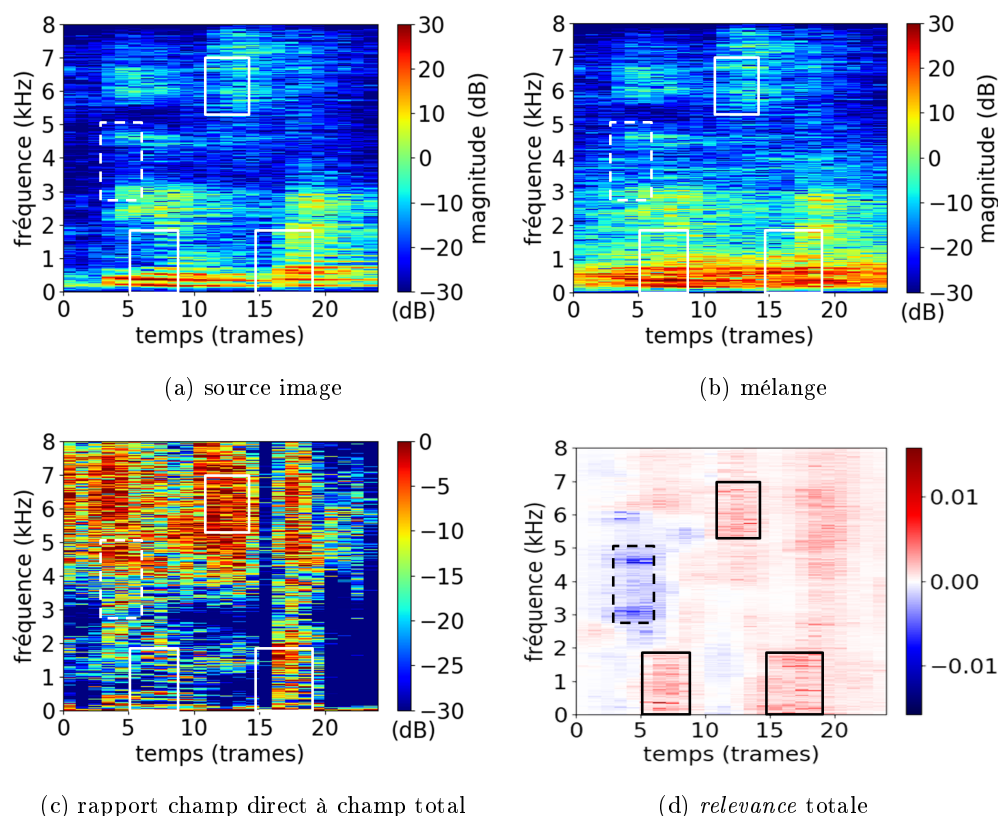 8
7
6
5
4
3
2
1
0
fréquence (kHz)
0 5 10 15 20
temps (trames)
30
20
10
0
−10
−20
−30
(dB)
magnitude (dB)
(a) source image
8
7
6
5
4
3
2
1
0
fréquence (kHz)
0 5 10 15 20
temps (trames)
30
20
10
0
−10
−20
−30
(dB)
magnitude (dB)
(b) mélange
8
7
6
5
4
3
2
1
0
fréquence (kHz)
0 5 10 15 20
temps (trames)
0
−5
−10
−15
−20
−25
−30
(dB)
(c) rapport champ direct à champ total
8
7
6
5
4
3
2
1
0
fréquence (kHz)
0 5 10 15 20
temps (trames)
0.01
0.00
−0.01
(d) relevance totale